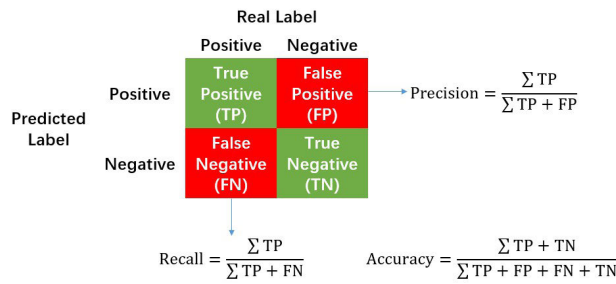 Real Label
Positive Negative
Predicted Label
Positive
True Positive (TP)
False Positive (FP)
Precision = ∑ TP / ∑ TP + FP
Negative
False Negative (FN)
True Negative (TN)
Recall = ∑ TP / ∑ TP + FN
Accuracy = ∑ TP + TN / ∑ TP + FP + FN + TN